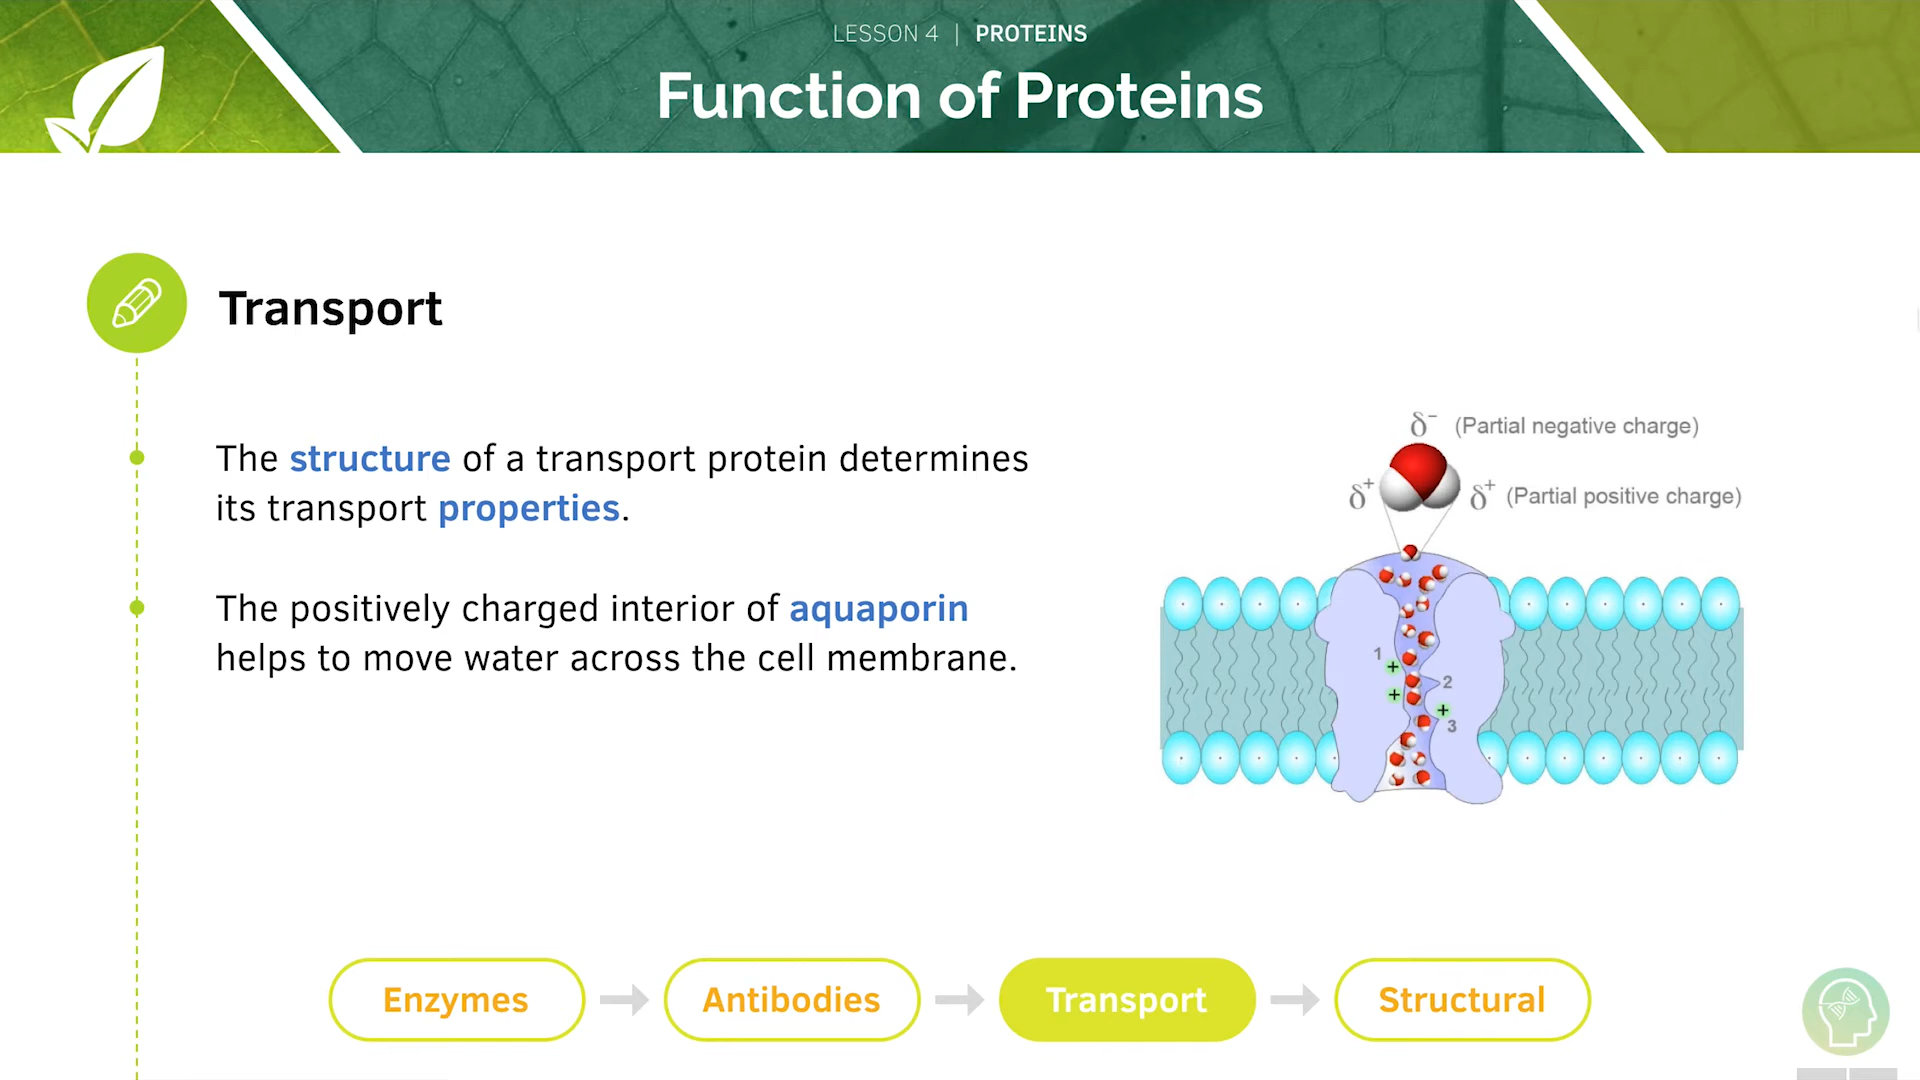 LESSON 4 | PROTEINS
Function of Proteins
Transport
The structure of a transport protein determines
its transport properties.
The positively charged interior of aquaporin
helps to move water across the cell membrane.
δ⁻ (Partial negative charge)
δ⁺ δ⁺ (Partial positive charge)
1
+
2
+
+
3
Enzymes
Antibodies
Transport
Structural